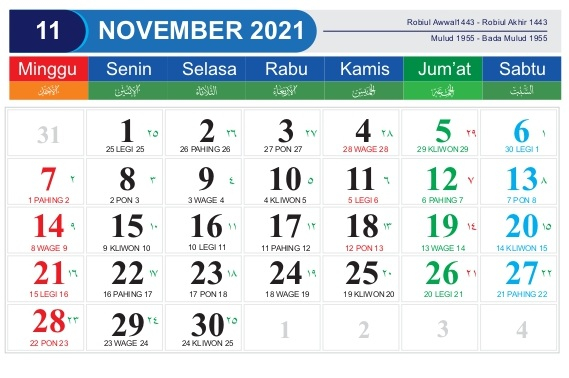 11 NOVEMBER 2021
Robiul Awwal1443 - Robiul Akhir 1443
Mulud 1955 - Bada Mulud 1955
Minggu Senin Selasa Rabu Kamis Jum'at Sabtu
الأحد الإثنين الثلاثاء الأربعاء الخميس الجمعة السبت
31 1 ٢٥ 2 ٢٦ 3 ٢٧ 4 ٢٨ 5 ٢٩ 6 ١
25 LEGI 25 26 PAHING 26 27 PON 27 28 WAGE 28 29 KLIWON 29 30 LEGI 1
7 ٢ 8 ٣ 9 ٤ 10 ٥ 11 ٦ 12 ٧ 13 ٨
1 PAHING 2 2 PON 3 3 WAGE 4 4 KLIWON 5 5 LEGI 6 6 PAHING 7 7 PON 8
14 ٩ 15 ١٠ 16 ١١ 17 ١٢ 18 ١٣ 19 ١٤ 20 ١٥
8 WAGE 9 9 KLIWON 10 10 LEGI 11 11 PAHING 12 12 PON 13 13 WAGE 14 14 KLIWON 15
21 ١٦ 22 ١٧ 23 ١٨ 24 ١٩ 25 ٢٠ 26 ٢١ 27 ٢٢
15 LEGI 16 16 PAHING 17 17 PON 18 18 WAGE 19 19 KLIWON 20 20 LEGI 21 21 PAHING 22
28 ٢٣ 29 ٢٤ 30 ٢٥ 1 2 3 4
22 PON 23 23 WAGE 24 24 KLIWON 25